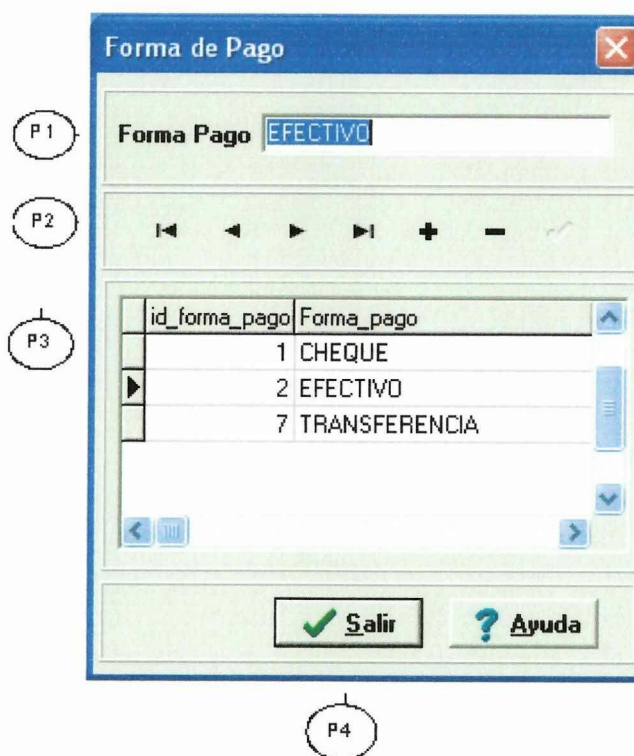 Forma de Pago
P1
Forma Pago EFECTIVO
P2
id_forma_pago Forma_pago
P3
1 CHEQUE
2 EFECTIVO
7 TRANSFERENCIA
Salir
Ayuda
P4